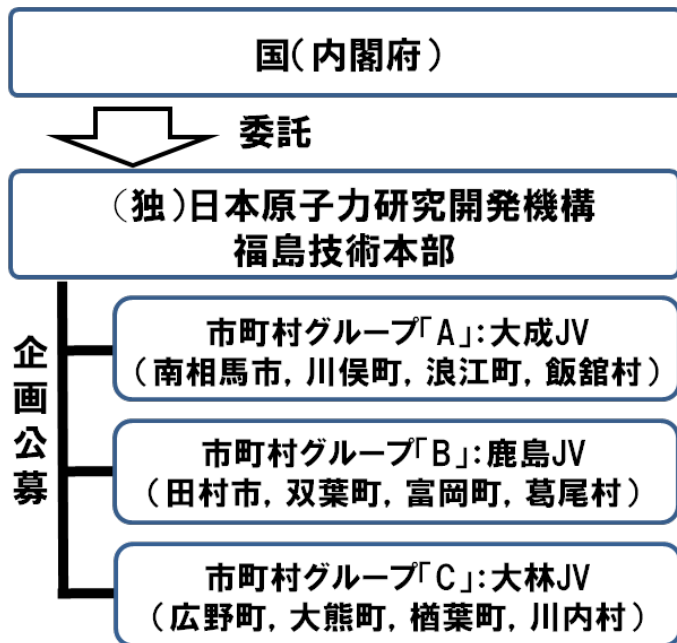 国(内閣府)
委託
(独)日本原子力研究開発機構
福島技術本部
企画公募
市町村グループ「A」:大成JV
(南相馬市,川俣町,浪江町,飯舘村)
市町村グループ「B」:鹿島JV
(田村市,双葉町,富岡町,葛尾村)
市町村グループ「C」:大林JV
(広野町,大熊町,楢葉町,川内村)